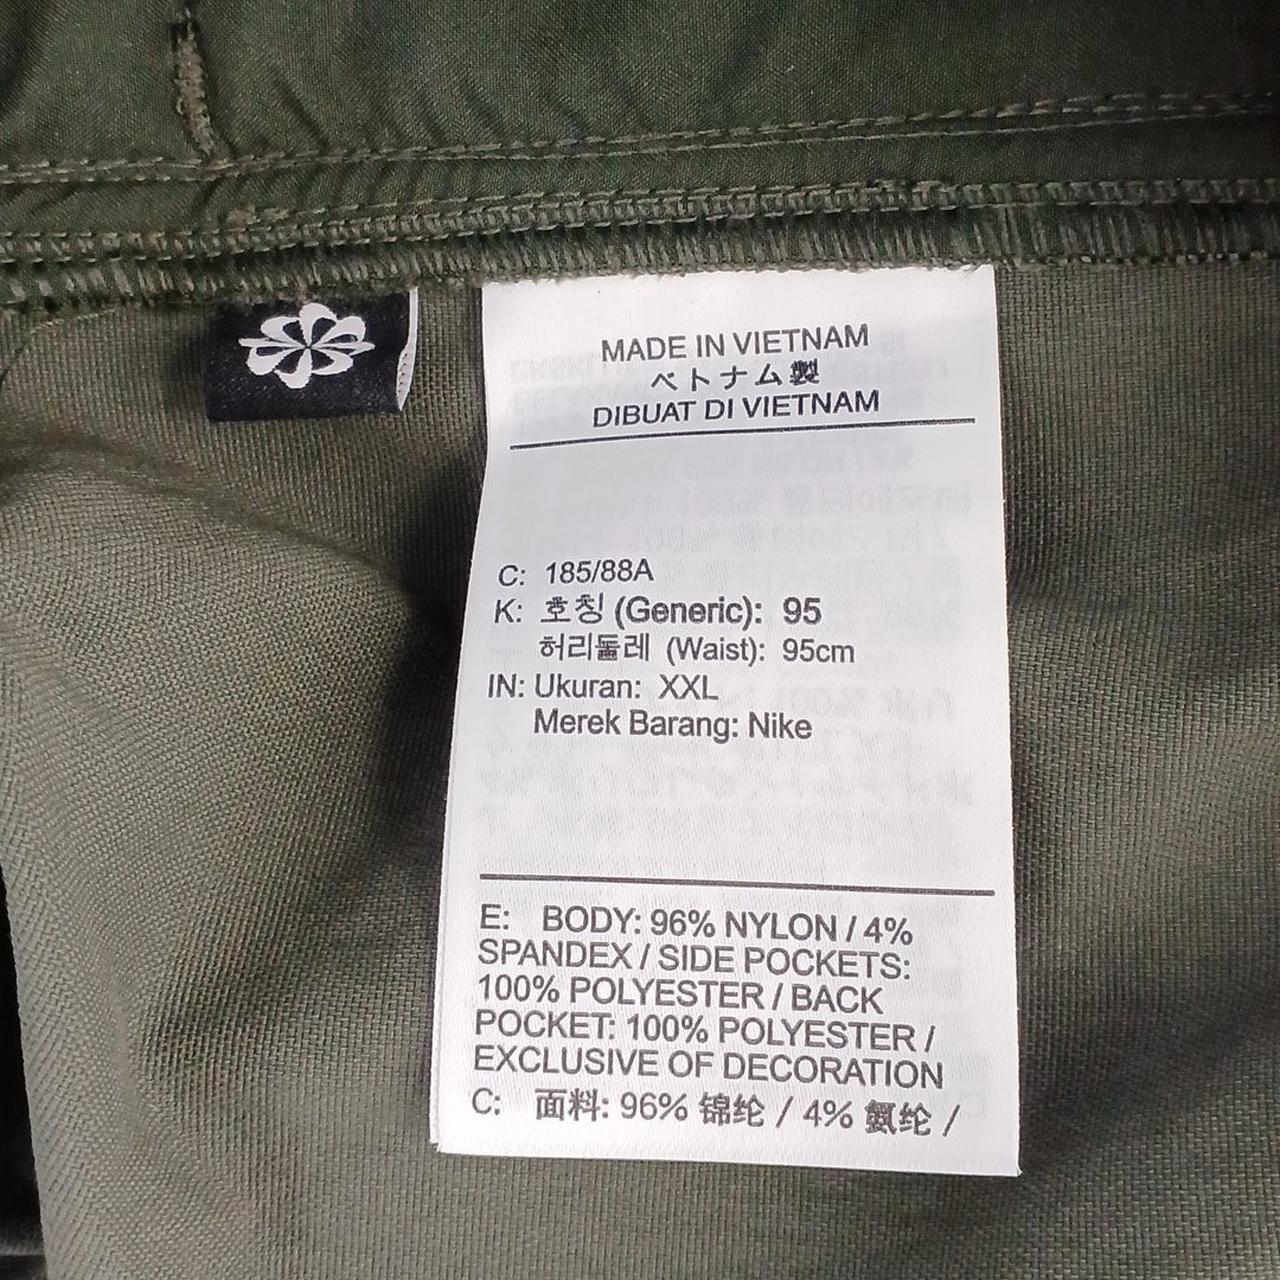 MADE IN VIETNAM
ベトナム製
DIBUAT DI VIETNAM
C: 185/88A
K: 호칭 (Generic): 95
허리둘레 (Waist): 95cm
IN: Ukuran: XXL
Merek Barang: Nike
E: BODY: 96% NYLON / 4%
SPANDEX / SIDE POCKETS:
100% POLYESTER / BACK
POCKET: 100% POLYESTER /
EXCLUSIVE OF DECORATION
C: 面料: 96% 锦纶 / 4% 氨纶 /